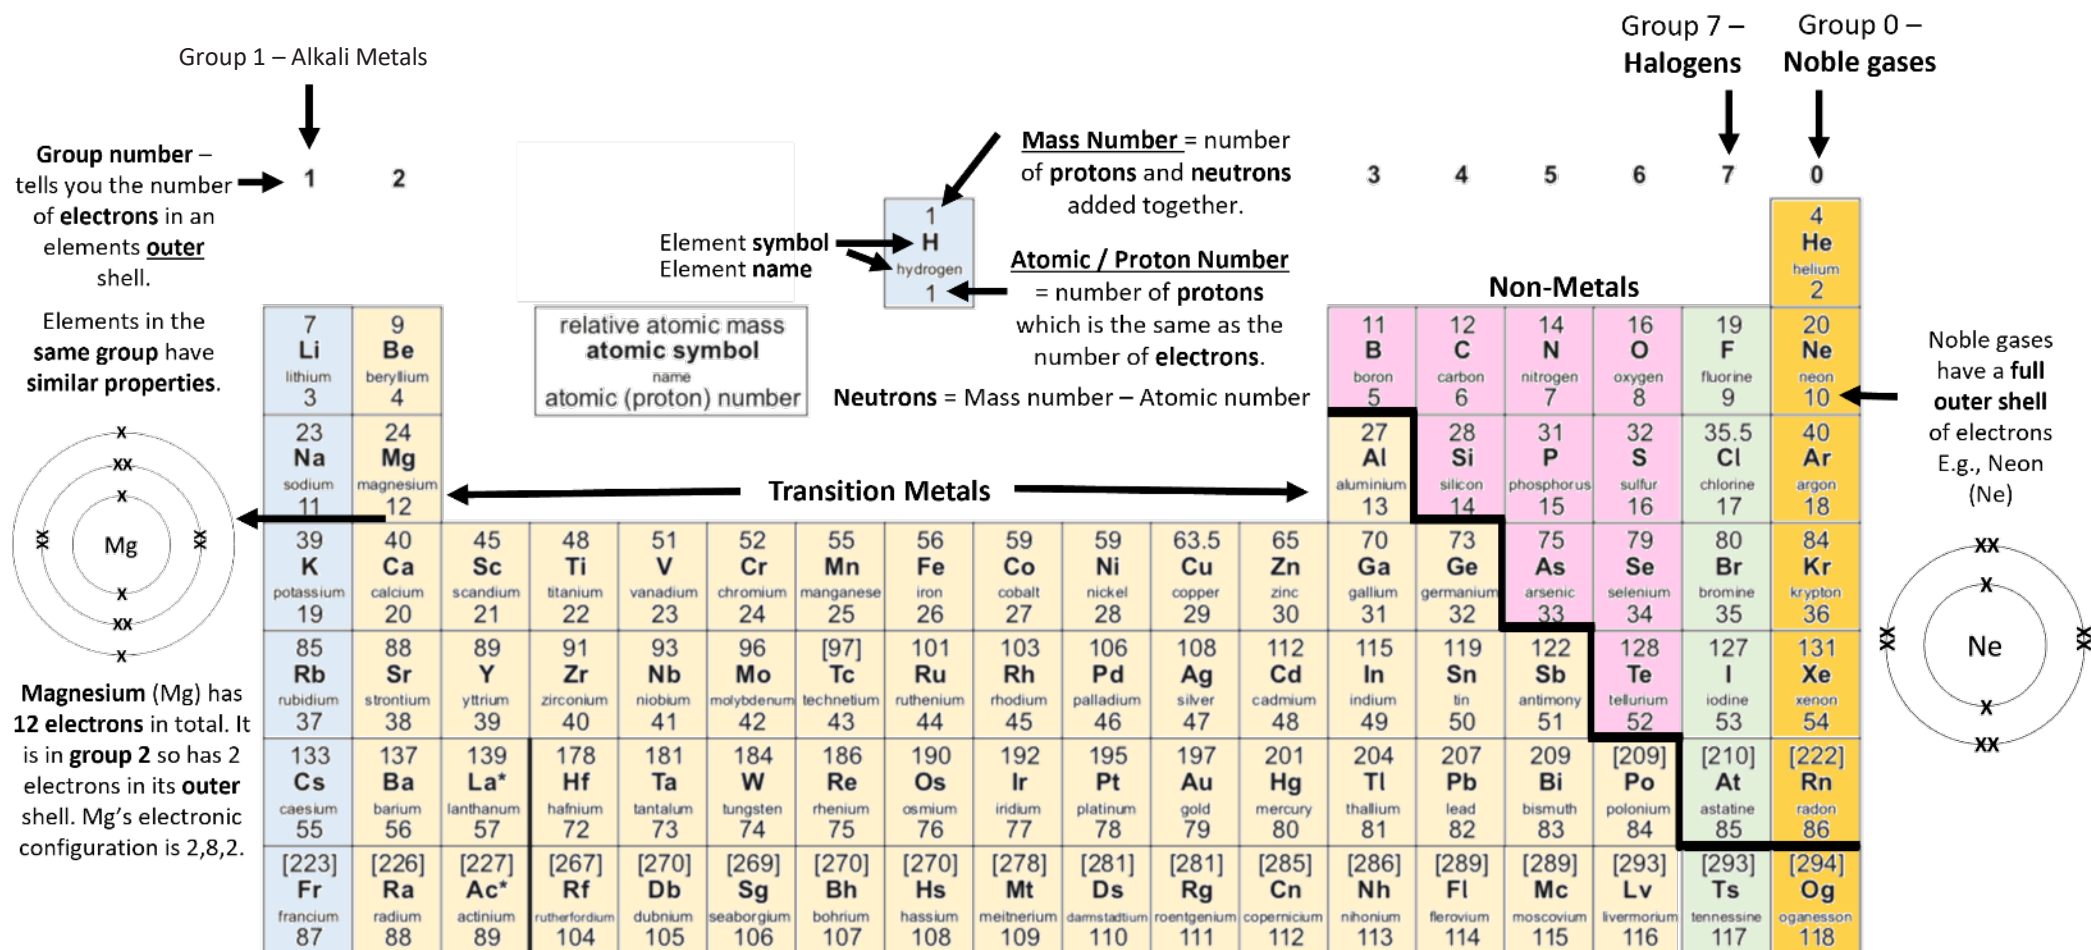 Group 1 – Alkali Metals
Group 7 –
Halogens
Group 0 –
Noble gases
Group number –
tells you the number
of electrons in an
elements outer
shell.
Elements in the
same group have
similar properties.
1 2 3 4 5 6 7 0
Mass Number = number
of protons and neutrons
added together.
Element symbol
Element name
Atomic / Proton Number
= number of protons
which is the same as the
number of electrons.
Neutrons = Mass number – Atomic number
relative atomic mass
atomic symbol
name
atomic (proton) number
Non-Metals
Transition Metals
Noble gases
have a full
outer shell
of electrons
E.g., Neon
(Ne)
1 4
H He
hydrogen helium
1 2
7 9 11 12 14 16 19 20
Li Be B C N O F Ne
lithium beryllium boron carbon nitrogen oxygen fluorine neon
3 4 5 6 7 8 9 10
23 24 27 28 31 32 35.5 40
Na Mg Al Si P S Cl Ar
sodium magnesium aluminium silicon phosphorus sulfur chlorine argon
11 12 13 14 15 16 17 18
39 40 45 48 51 52 55 56 59 59 63.5 65 70 73 75 79 80 84
K Ca Sc Ti V Cr Mn Fe Co Ni Cu Zn Ga Ge As Se Br Kr
potassium calcium scandium titanium vanadium chromium manganese iron cobalt nickel copper zinc gallium germanium arsenic selenium bromine krypton
19 20 21 22 23 24 25 26 27 28 29 30 31 32 33 34 35 36
85 88 89 91 93 96 [97] 101 103 106 108 112 115 119 122 128 127 131
Rb Sr Y Zr Nb Mo Tc Ru Rh Pd Ag Cd In Sn Sb Te I Xe
rubidium strontium yttrium zirconium niobium molybdenum technetium ruthenium rhodium palladium silver cadmium indium tin antimony tellurium iodine xenon
37 38 39 40 41 42 43 44 45 46 47 48 49 50 51 52 53 54
133 137 139 178 181 184 186 190 192 195 197 201 204 207 209 [209] [210] [222]
Cs Ba La* Hf Ta W Re Os Ir Pt Au Hg Tl Pb Bi Po At Rn
caesium barium lanthanum hafnium tantalum tungsten rhenium osmium iridium platinum gold mercury thallium lead bismuth polonium astatine radon
55 56 57 72 73 74 75 76 77 78 79 80 81 82 83 84 85 86
[223] [226] [227] [267] [270] [269] [270] [270] [278] [281] [281] [285] [286] [289] [289] [293] [293] [294]
Fr Ra Ac* Rf Db Sg Bh Hs Mt Ds Rg Cn Nh Fl Mc Lv Ts Og
francium radium actinium rutherfordium dubnium seaborgium bohrium hassium meitnerium darmstadtium roentgenium copernicium nihonium flerovium moscovium livermorium tennessine oganesson
87 88 89 104 105 106 107 108 109 110 111 112 113 114 115 116 117 118
X
XX
X
XX Mg XX
X
XX
X
Magnesium (Mg) has
12 electrons in total. It
is in group 2 so has 2
electrons in its outer
shell. Mg's electronic
configuration is 2,8,2.
XX
X
XX Ne XX
X
XX